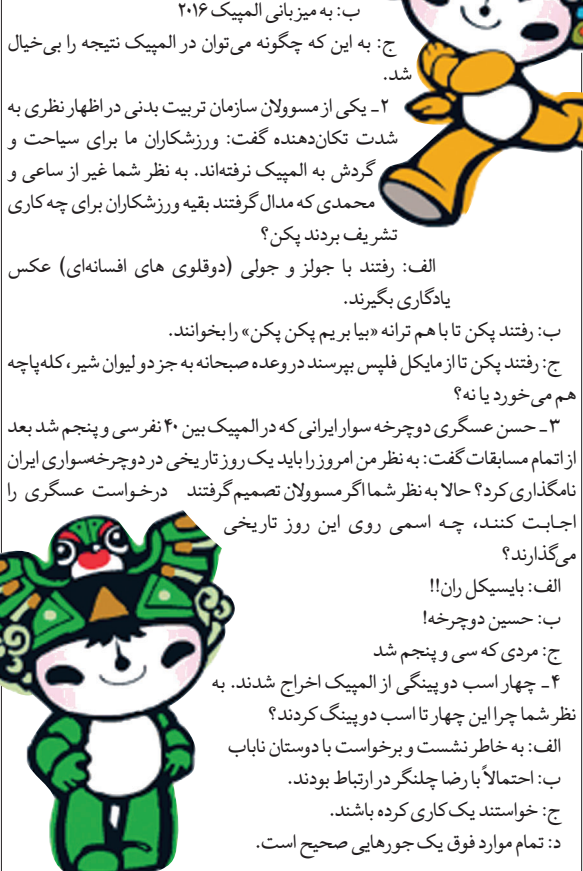 ب: به میزبانی المپیک ۲۰۱۶
ج: به این که چگونه می‌توان در المپیک نتیجه را بی‌خیال
شد.
۲ـ یکی از مسوولان سازمان تربیت بدنی در اظهار نظری به
شدت تکان‌دهنده گفت: ورزشکاران ما برای سیاحت و
گردش به المپیک نرفته‌اند. به نظر شما غیر از ساعی و
محمدی که مدال گرفتند بقیه ورزشکاران برای چه کاری
تشریف بردند پکن؟
الف: رفتند با جولز و جولی (دوقلوی های افسانه‌ای) عکس
یادگاری بگیرند.
ب: رفتند پکن تا با هم ترانه «بیا بریم پکن پکن» را بخوانند.
ج: رفتند پکن تا از مایکل فلپس بپرسند در وعده صبحانه به جز دو لیوان شیر، کله‌پاچه
هم می‌خورد یا نه؟
۳ـ حسن عسگری دوچرخه سوار ایرانی که در المپیک بین ۴۰ نفر سی و پنجم شد بعد
از اتمام مسابقات گفت: به نظر من امروز را باید یک روز تاریخی در دوچرخه‌سواری ایران
نامگذاری کرد؟ حالا به نظر شما اگر مسوولان تصمیم گرفتند درخواست عسگری را
اجابت کنند، چه اسمی روی این روز تاریخی
می‌گذارند؟
الف: بایسیکل ران!!
ب: حسین دوچرخه!
ج: مردی که سی و پنجم شد
۴ـ چهار اسب دوپینگی از المپیک اخراج شدند. به
نظر شما چرا این چهار تا اسب دوپینگ کردند؟
الف: به خاطر نشست و برخواست با دوستان ناباب
ب: احتمالاً با رضا چلنگر در ارتباط بودند.
ج: خواستند یک کاری کرده باشند.
د: تمام موارد فوق یک جورهایی صحیح است.